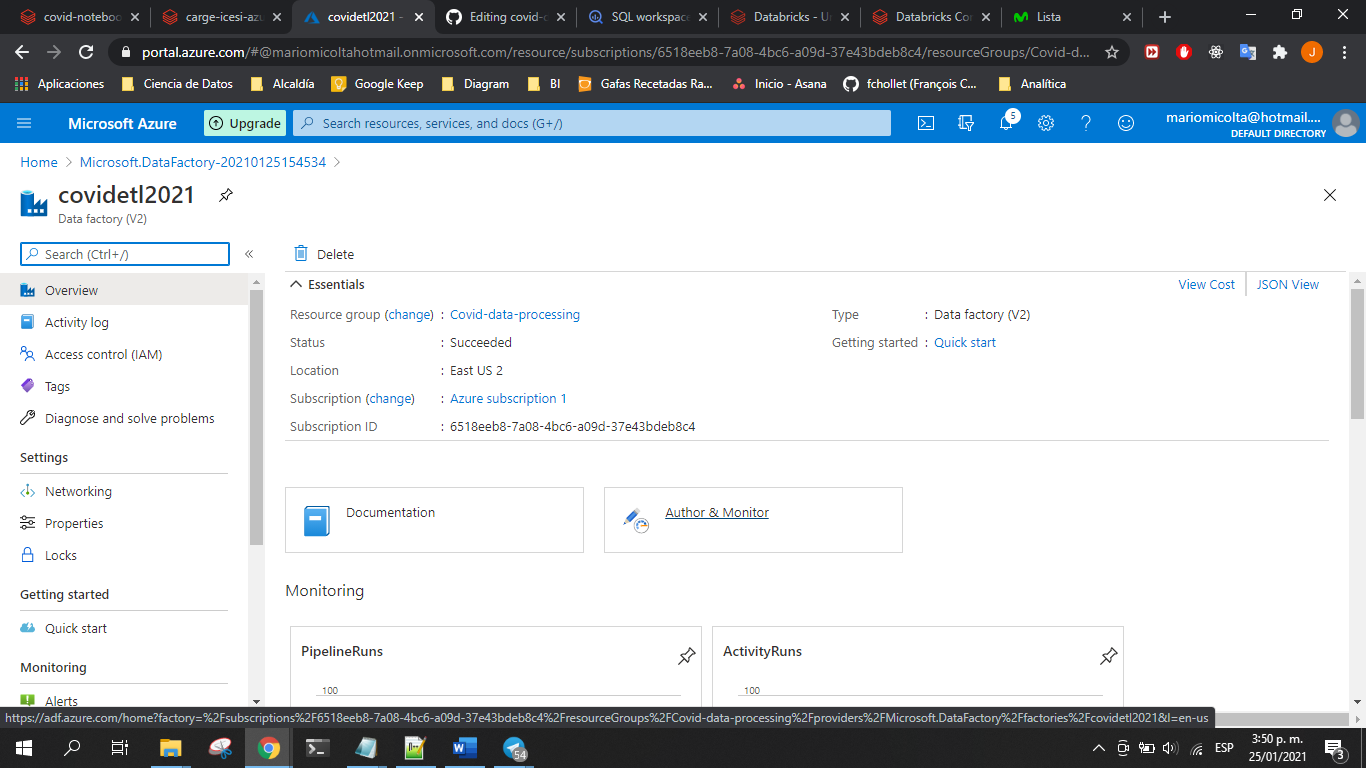 covid-notebook
carge-icesi-az
covidetl2021 -
Editing covid-
SQL workspace
Databricks - U
Databricks Co
Lista
portal.azure.com/#@mariomicoltahotmail.onmicrosoft.com/resource/subscriptions/6518eeb8-7a08-4bc6-a09d-37e43bdeb8c4/resourceGroups/Covid-d...
J
Aplicaciones
Ciencia de Datos
Alcaldía
Google Keep
Diagram
BI
Gafas Recetadas Ra...
Inicio - Asana
fchollet (François C...
Analítica
Microsoft Azure
Upgrade
Search resources, services, and docs (G+/)
5
mariomicolta@hotmail....
DEFAULT DIRECTORY
Home > Microsoft.DataFactory-20210125154534 >
covidetl2021
Data factory (V2)
Search (Ctrl+/)
«
Delete
Overview
Activity log
Access control (IAM)
Tags
Diagnose and solve problems
Settings
Networking
Properties
Locks
Getting started
Quick start
Monitoring
Alerts
Essentials
View Cost
JSON View
Resource group (change) : Covid-data-processing
Status : Succeeded
Location : East US 2
Subscription (change) : Azure subscription 1
Subscription ID : 6518eeb8-7a08-4bc6-a09d-37e43bdeb8c4
Type : Data factory (V2)
Getting started : Quick start
Documentation
Author & Monitor
Monitoring
PipelineRuns
100
ActivityRuns
100
https://adf.azure.com/home?factory=%2Fsubscriptions%2F6518eeb8-7a08-4bc6-a09d-37e43bdeb8c4%2FresourceGroups%2FCovid-data-processing%2Fproviders%2FMicrosoft.DataFactory%2Ffactories%2Fcovidetl2021&l=en-us
54
ESP
3:50 p. m.
25/01/2021
3